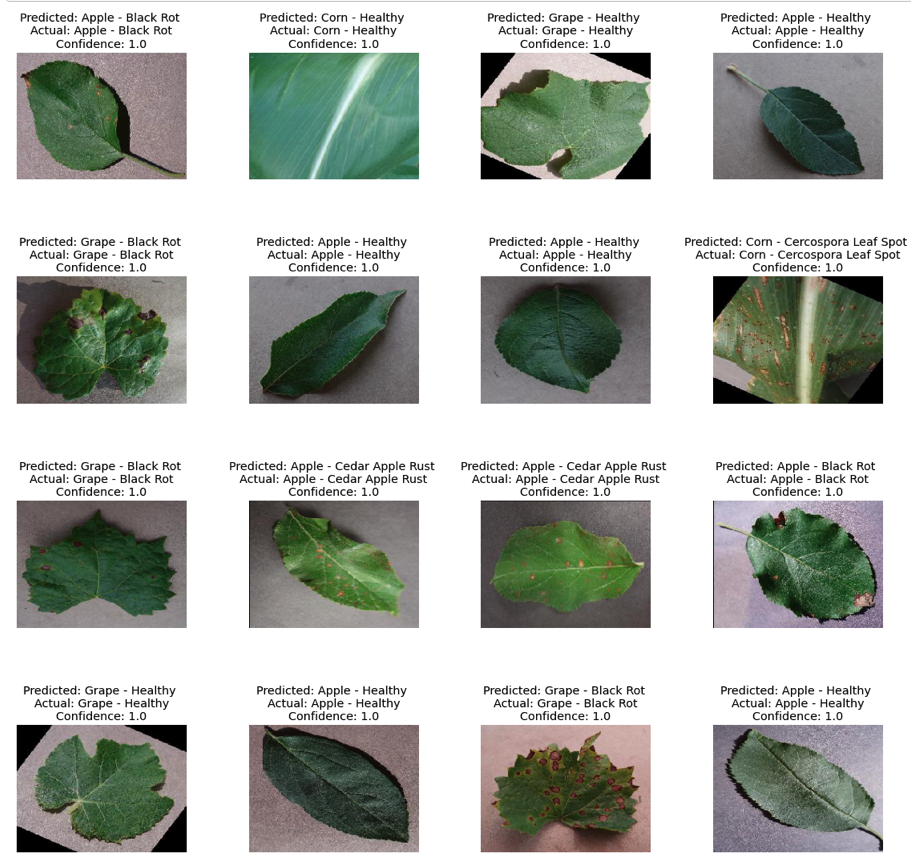 Predicted: Apple - Black Rot
Actual: Apple - Black Rot
Confidence: 1.0
Predicted: Corn - Healthy
Actual: Corn - Healthy
Confidence: 1.0
Predicted: Grape - Healthy
Actual: Grape - Healthy
Confidence: 1.0
Predicted: Apple - Healthy
Actual: Apple - Healthy
Confidence: 1.0
Predicted: Grape - Black Rot
Actual: Grape - Black Rot
Confidence: 1.0
Predicted: Apple - Healthy
Actual: Apple - Healthy
Confidence: 1.0
Predicted: Apple - Healthy
Actual: Apple - Healthy
Confidence: 1.0
Predicted: Corn - Cercospora Leaf Spot
Actual: Corn - Cercospora Leaf Spot
Confidence: 1.0
Predicted: Grape - Black Rot
Actual: Grape - Black Rot
Confidence: 1.0
Predicted: Apple - Cedar Apple Rust
Actual: Apple - Cedar Apple Rust
Confidence: 1.0
Predicted: Apple - Cedar Apple Rust
Actual: Apple - Cedar Apple Rust
Confidence: 1.0
Predicted: Apple - Black Rot
Actual: Apple - Black Rot
Confidence: 1.0
Predicted: Grape - Healthy
Actual: Grape - Healthy
Confidence: 1.0
Predicted: Apple - Healthy
Actual: Apple - Healthy
Confidence: 1.0
Predicted: Grape - Black Rot
Actual: Grape - Black Rot
Confidence: 1.0
Predicted: Apple - Healthy
Actual: Apple - Healthy
Confidence: 1.0